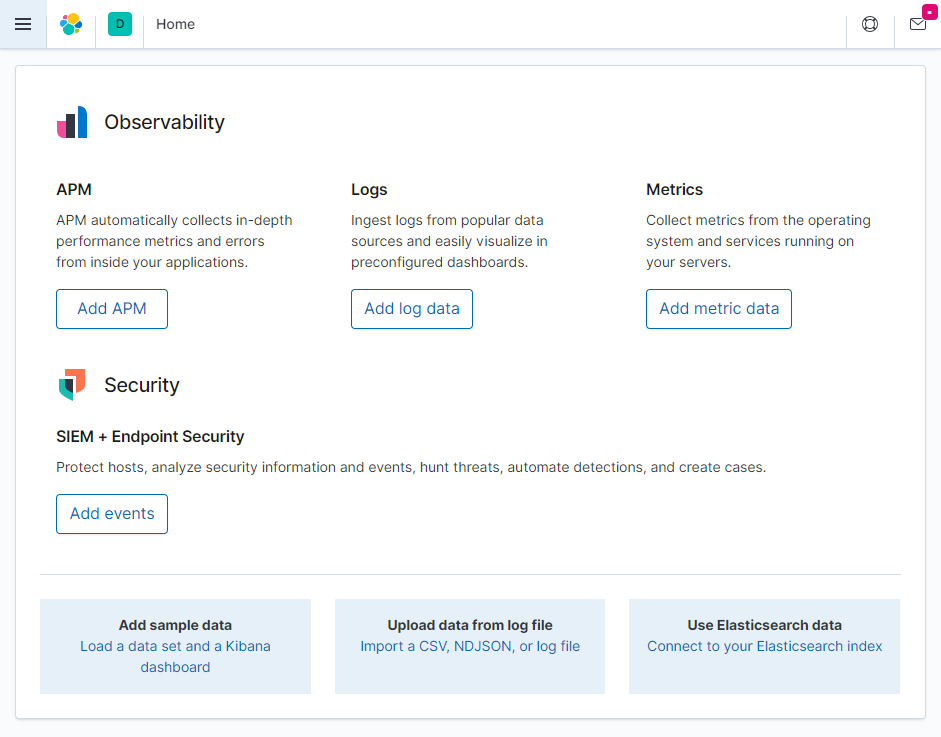 D
Home
Observability
APM
APM automatically collects in-depth
performance metrics and errors
from inside your applications.
Add APM
Logs
Ingest logs from popular data
sources and easily visualize in
preconfigured dashboards.
Add log data
Metrics
Collect metrics from the operating
system and services running on
your servers.
Add metric data
Security
SIEM + Endpoint Security
Protect hosts, analyze security information and events, hunt threats, automate detections, and create cases.
Add events
Add sample data
Load a data set and a Kibana
dashboard
Upload data from log file
Import a CSV, NDJSON, or log file
Use Elasticsearch data
Connect to your Elasticsearch index